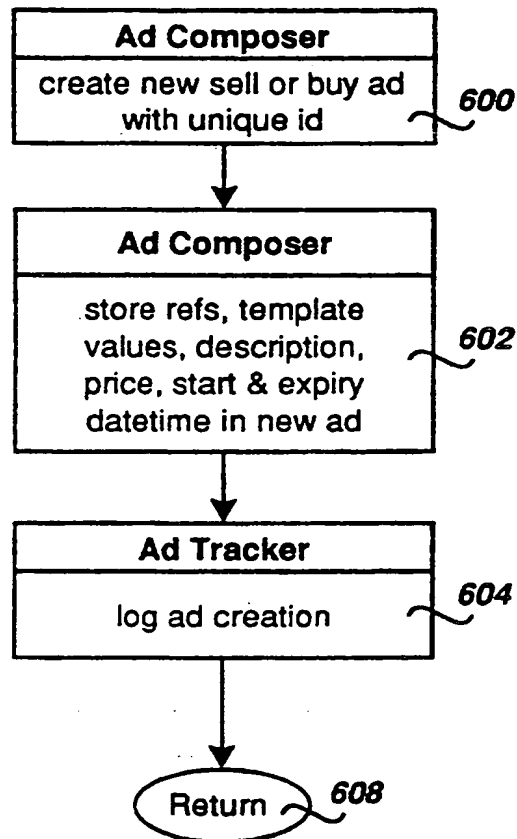 Ad Composer
create new sell or buy ad
with unique id
600
Ad Composer
store refs, template
values, description,
price, start & expiry
datetime in new ad
602
Ad Tracker
log ad creation
604
Return
608